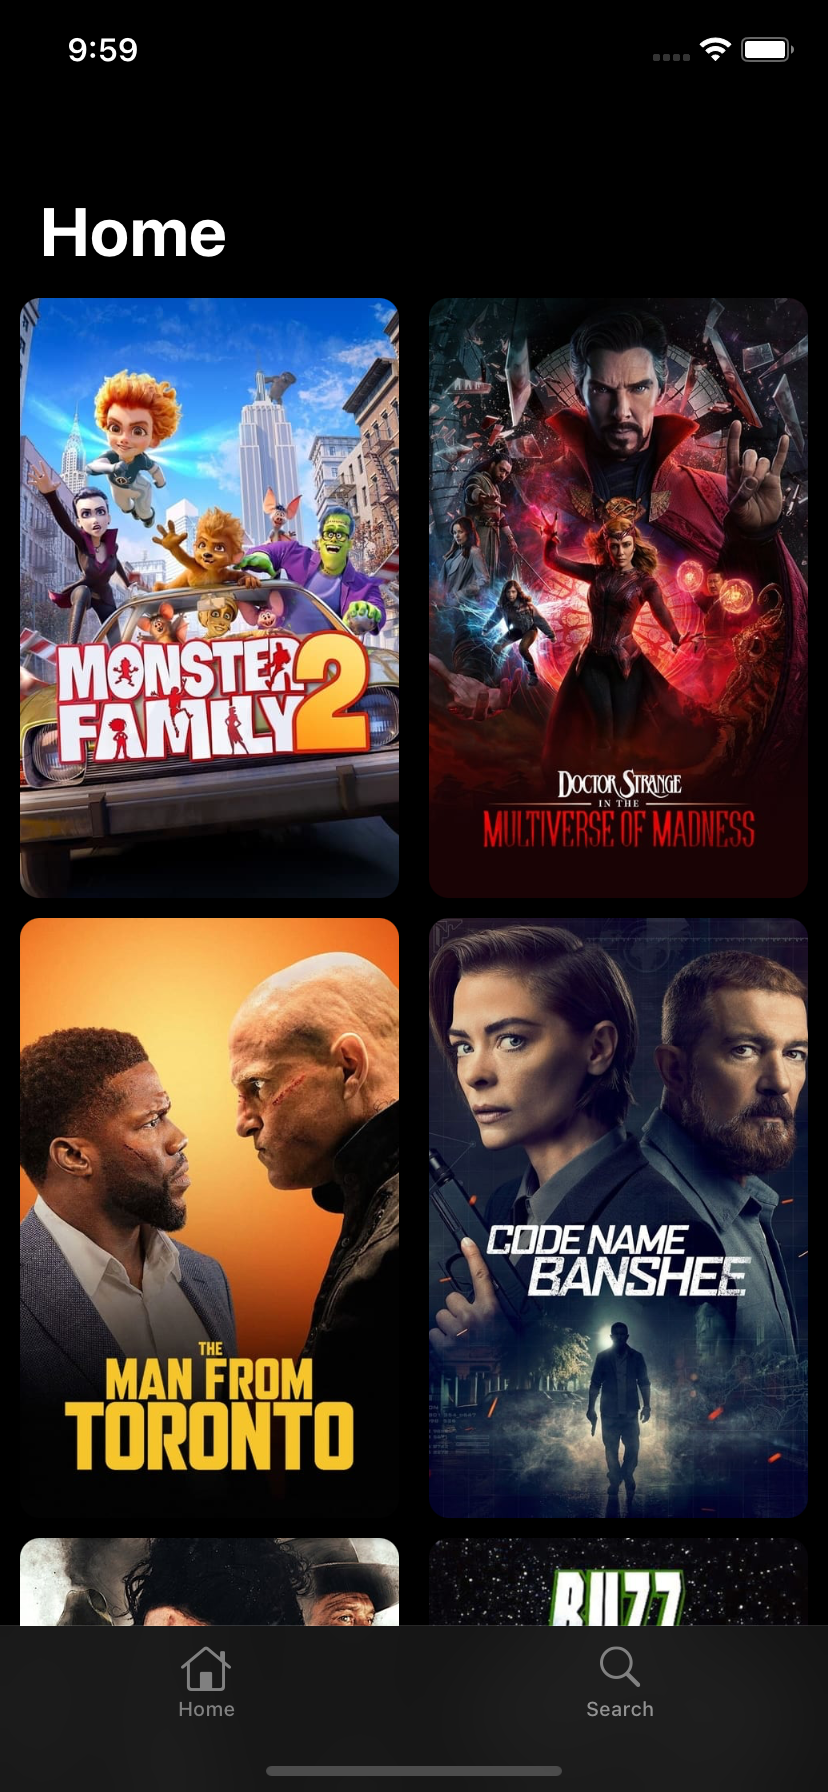 9:59
Home
MONSTER
FAMILY 2
DOCTOR STRANGE
IN THE
MULTIVERSE OF MADNESS
THE
MAN FROM
TORONTO
CODE NAME
BANSHEE
BUZZ
Home
Search